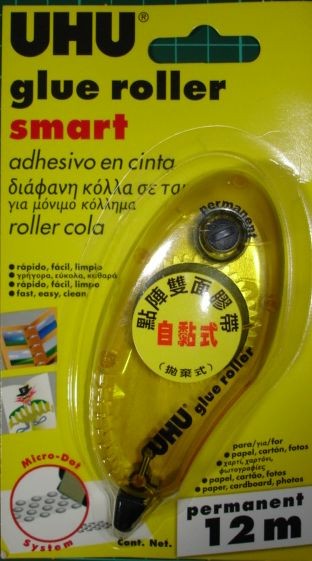 UHU®
glue roller
smart
adhesivo en cinta
διάφανη κόλλα σε
για μόνιμο κόλλημα
roller cola
• rápido, fácil, limpio
• γρήγορα, εύκολα, καθαρά
• rápido, fácil, limpo
• fast, easy, clean
permanent
點陣雙面膠帶
自黏式
(拋棄式)
UHU glue roller
Micro-Dot
System
Cont. Net.
para/για/for
• papel, cartón, fotos
• χαρτί, χαρτόνι,
φωτογραφίες
• papel, cartão, fotos
• paper, cardboard, photos
permanent
12m